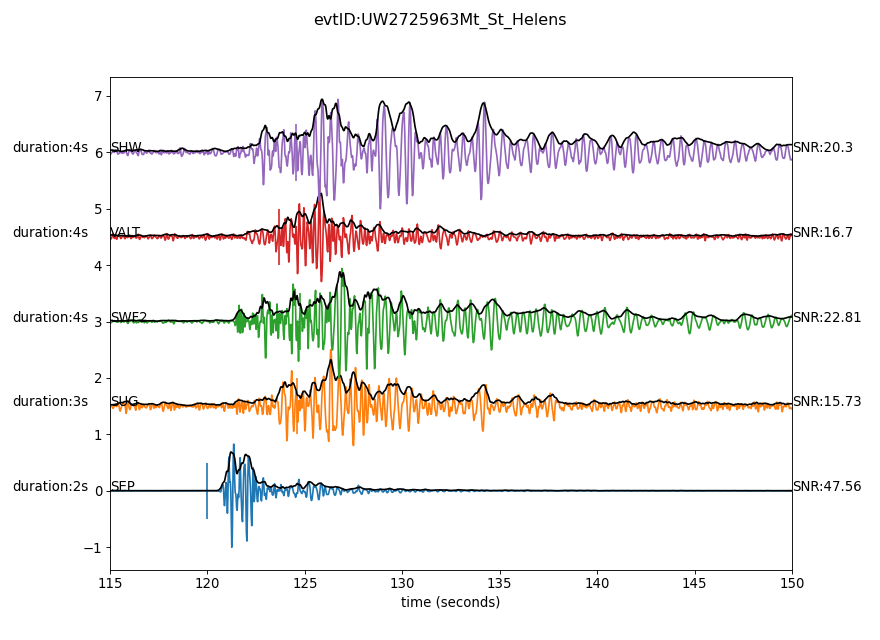 evtID:UW2725963Mt_St_Helens
7
duration:4s SHW SNR:20.3
6
5
duration:4s VALT SNR:16.7
4
duration:4s SWF2 SNR:22.81
3
2
duration:3s SUG SNR:15.73
1
duration:2s SEP SNR:47.56
0
−1
115 120 125 130 135 140 145 150
time (seconds)